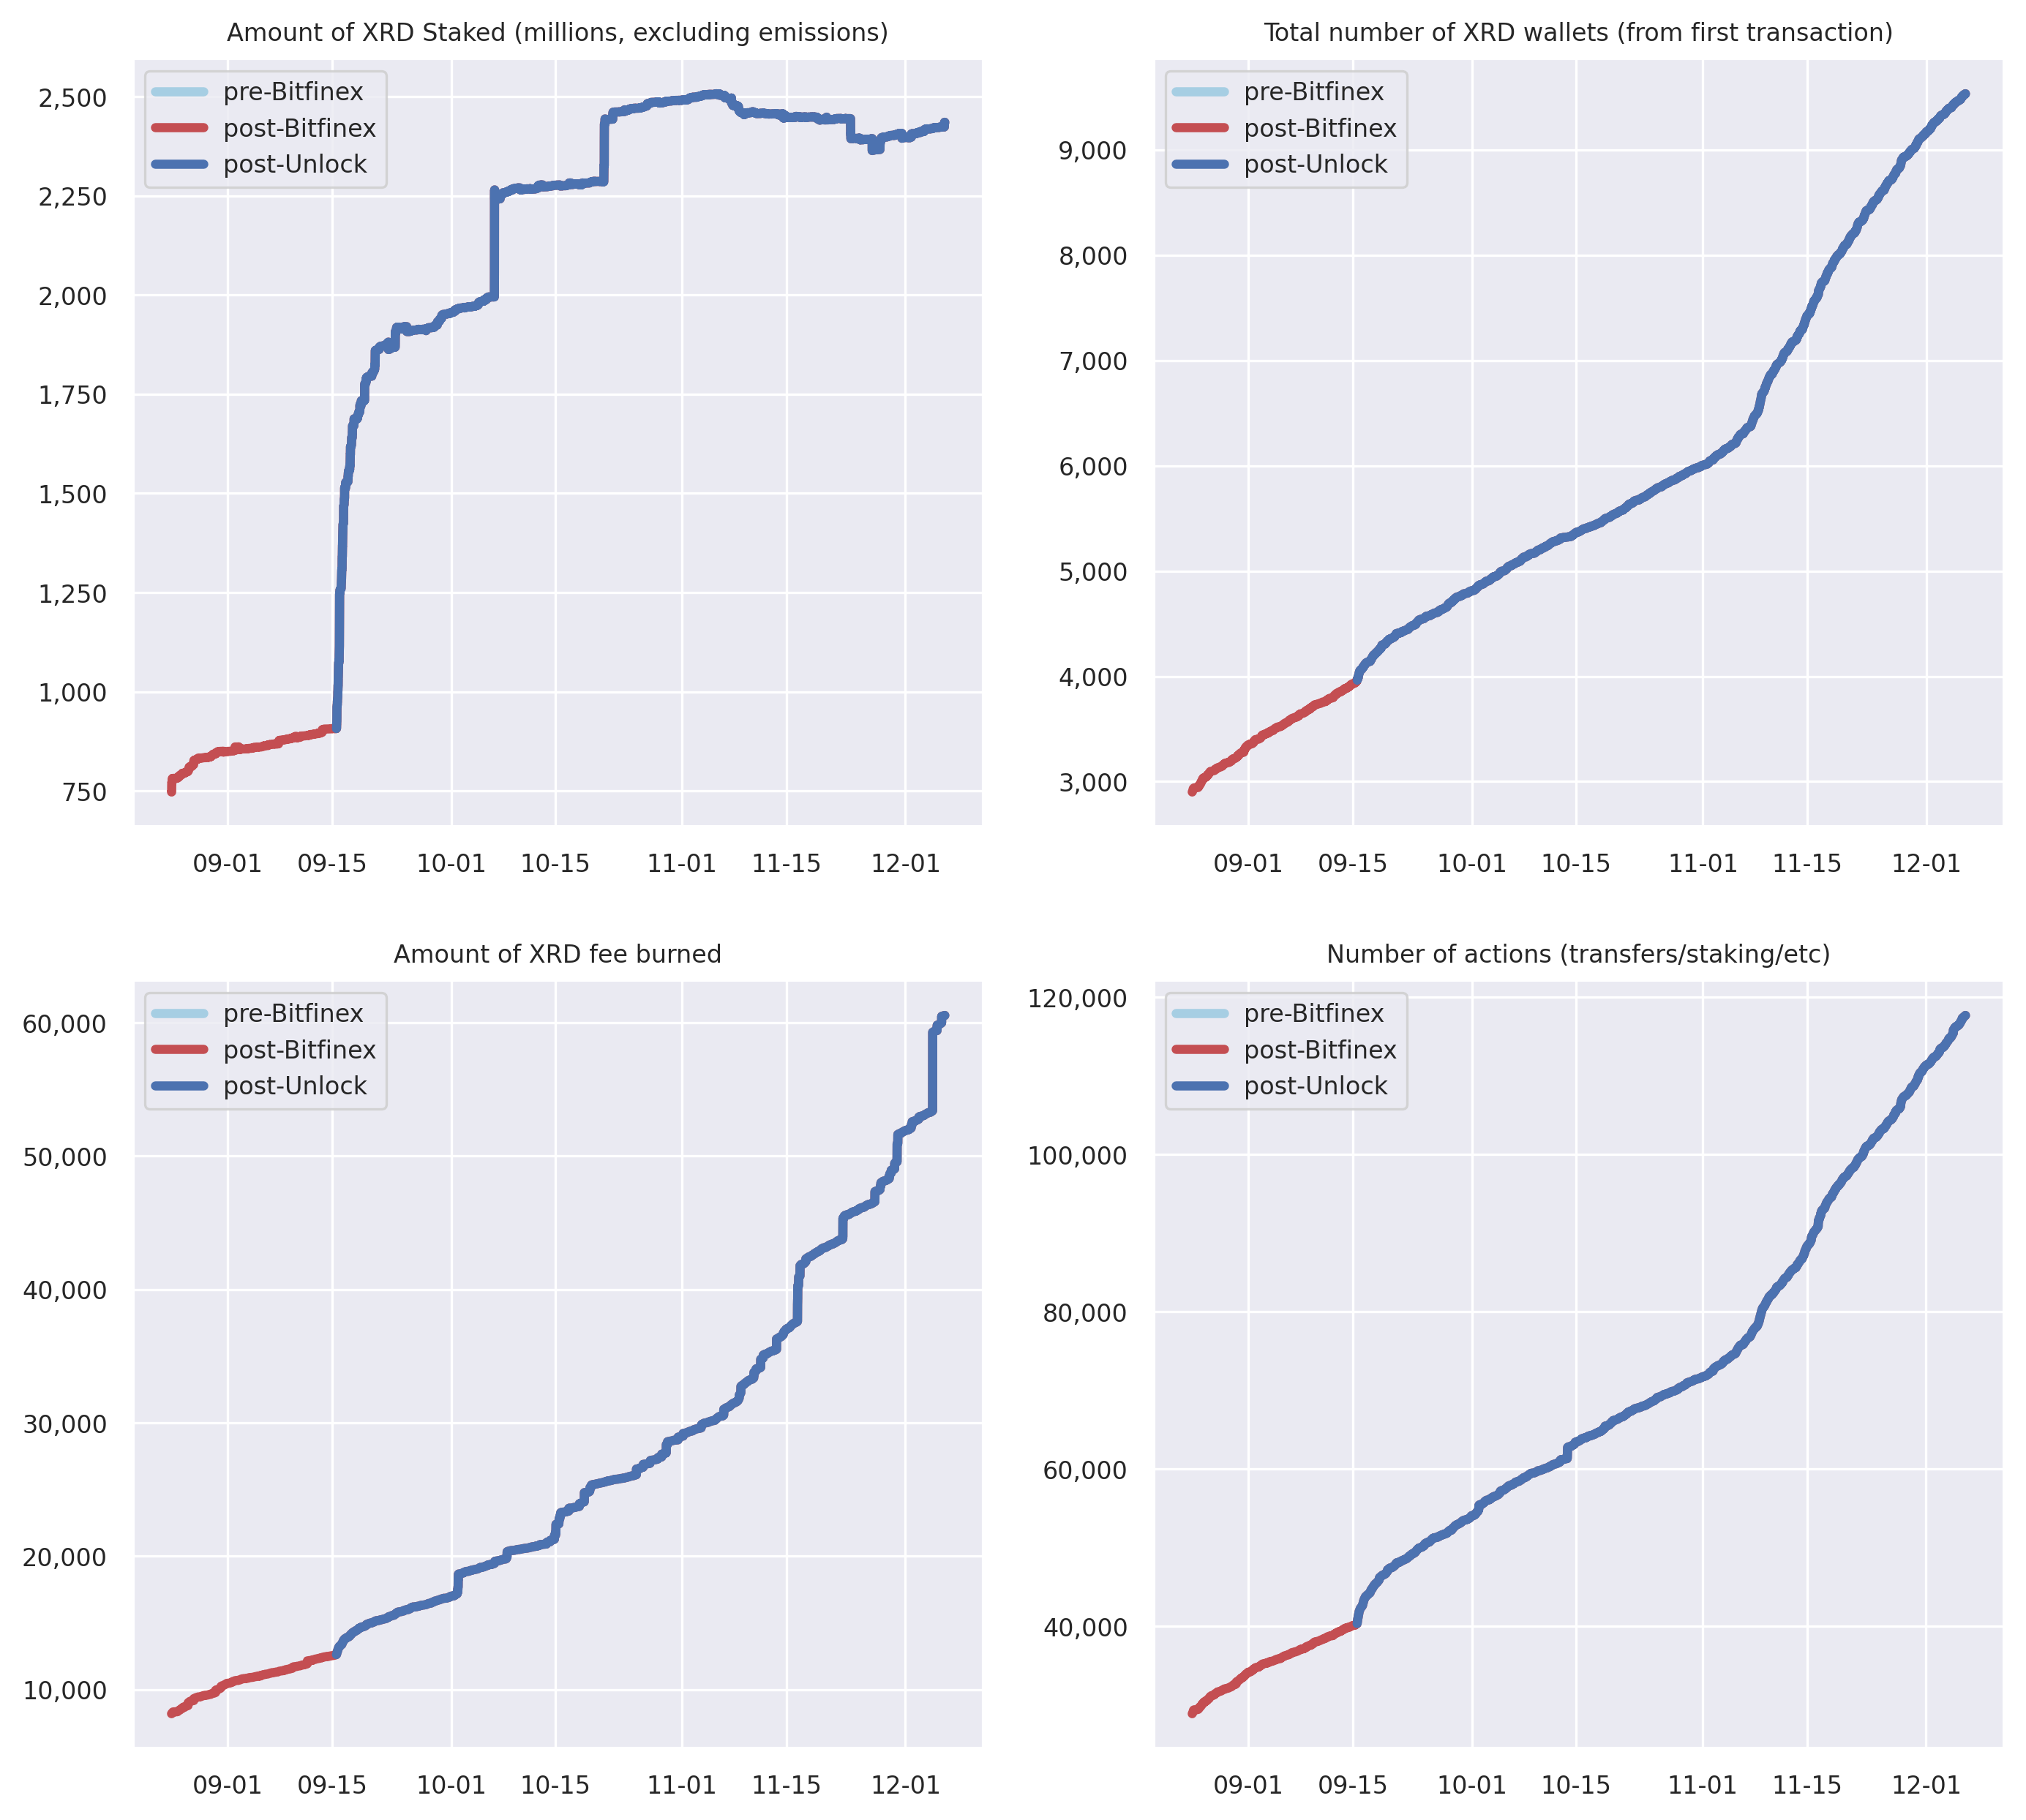 Amount of XRD Staked (millions, excluding emissions)
pre-Bitfinex
post-Bitfinex
post-Unlock
2,500
2,250
2,000
1,750
1,500
1,250
1,000
750
09-01 09-15 10-01 10-15 11-01 11-15 12-01
Total number of XRD wallets (from first transaction)
pre-Bitfinex
post-Bitfinex
post-Unlock
9,000
8,000
7,000
6,000
5,000
4,000
3,000
09-01 09-15 10-01 10-15 11-01 11-15 12-01
Amount of XRD fee burned
pre-Bitfinex
post-Bitfinex
post-Unlock
60,000
50,000
40,000
30,000
20,000
10,000
09-01 09-15 10-01 10-15 11-01 11-15 12-01
Number of actions (transfers/staking/etc)
pre-Bitfinex
post-Bitfinex
post-Unlock
120,000
100,000
80,000
60,000
40,000
09-01 09-15 10-01 10-15 11-01 11-15 12-01